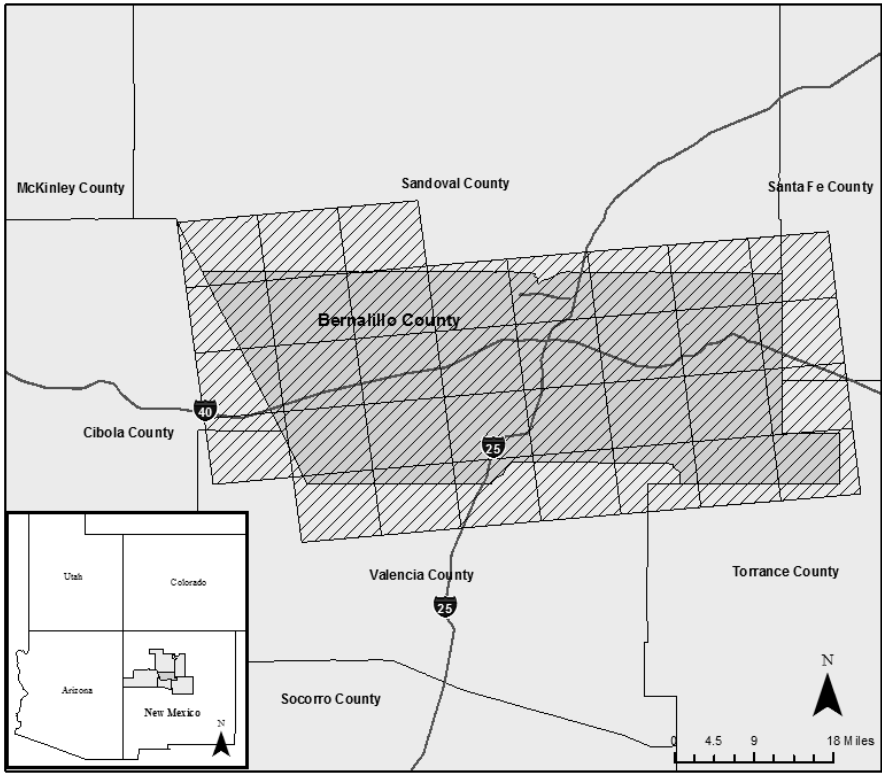 McKinley County
Sandoval County
Santa Fe County
Bernalillo County
40
Cibola County
25
Valencia County
Torrance County
25
Socorro County
N
0 4.5 9 18 Miles
Utah
Colorado
Arizona
New Mexico
N